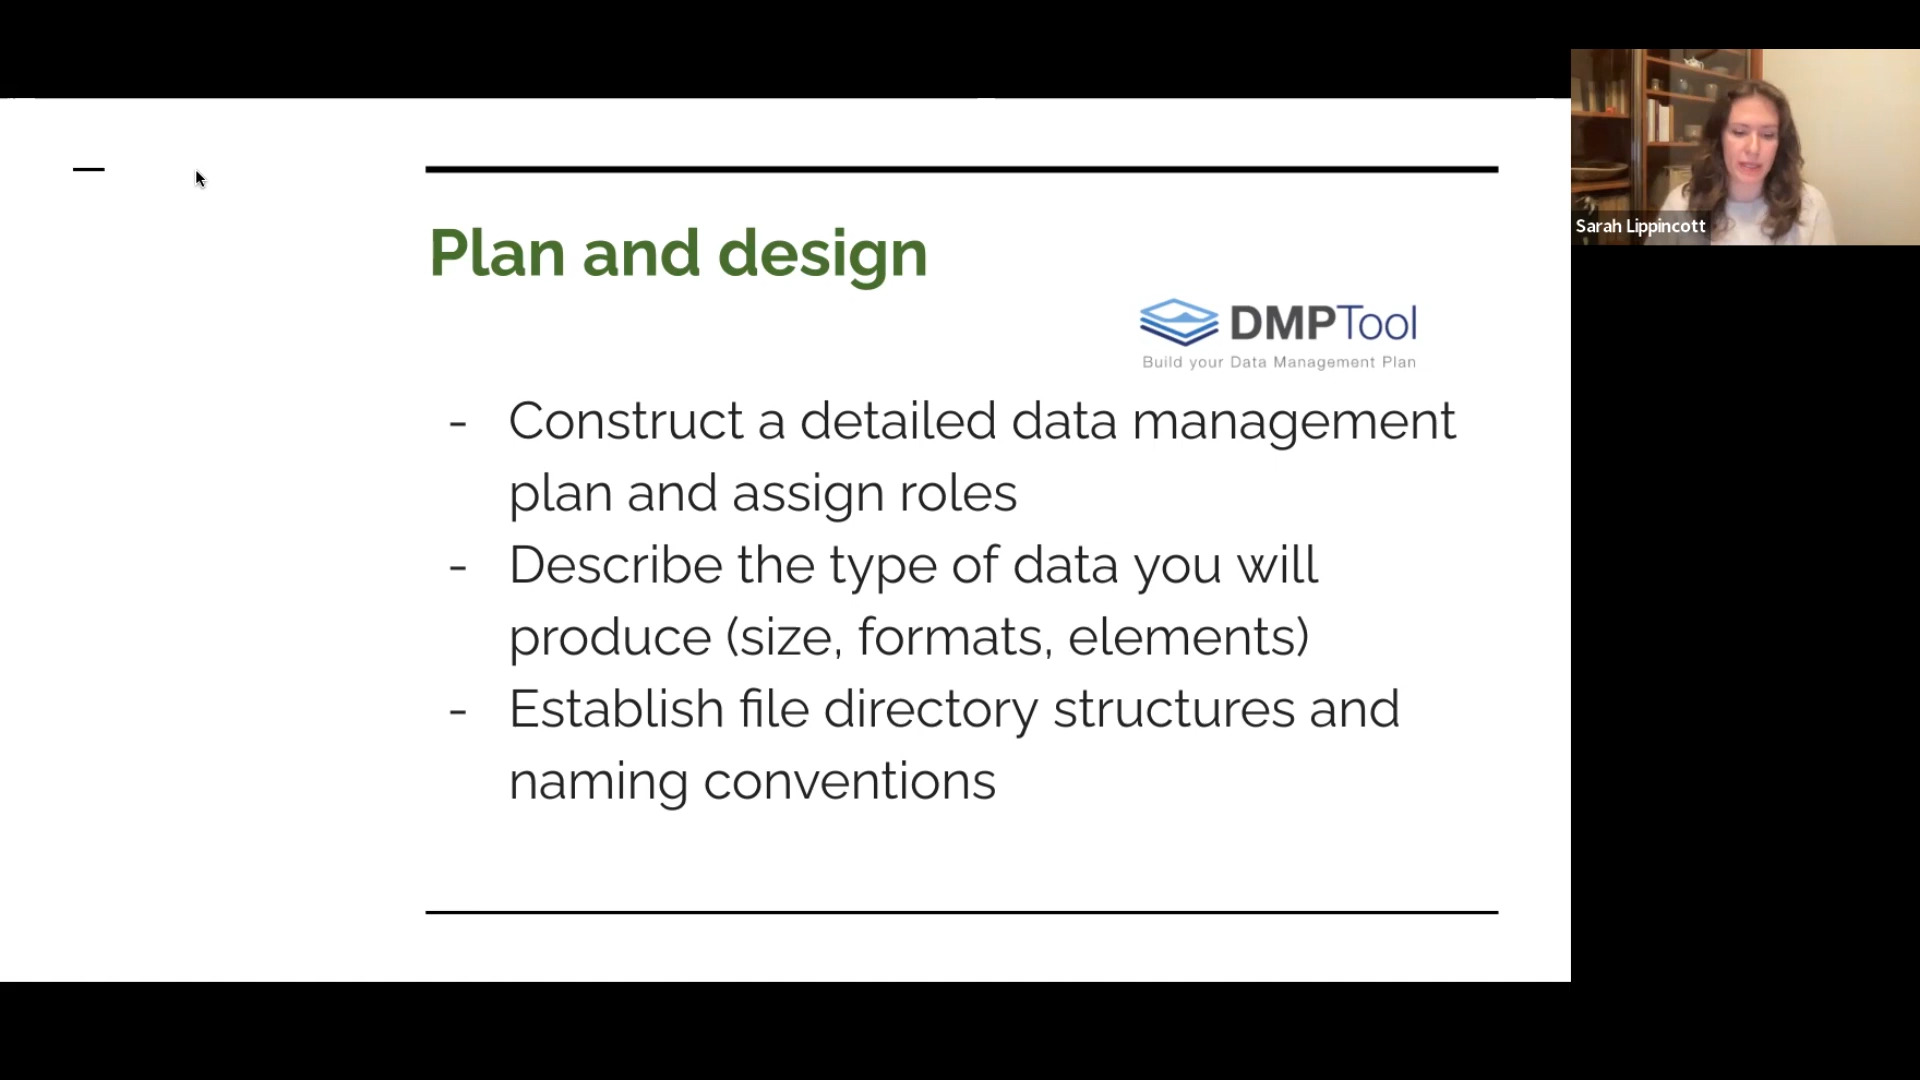 Plan and design
DMPTool
Build your Data Management Plan
- Construct a detailed data management
plan and assign roles
- Describe the type of data you will
produce (size, formats, elements)
- Establish file directory structures and
naming conventions
Sarah Lippincott